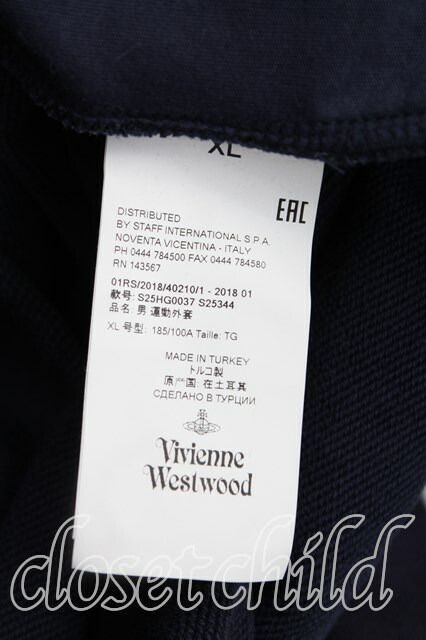 XL
EAC
DISTRIBUTED
BY STAFF INTERNATIONAL S.P.A.
NOVENTA VICENTINA - ITALY
PH 0444 784500 FAX 0444 784580
RN 143567
01RS/2018/40210/1 - 2018 01
款号: S25HG0037 S25344
品名: 男 運動外套
XL 号型: 185/100A Taille: TG
MADE IN TURKEY
トルコ製
原产国: 在土耳其
СДЕЛАНО В ТУРЦИИ
Vivienne
Westwood
closet child